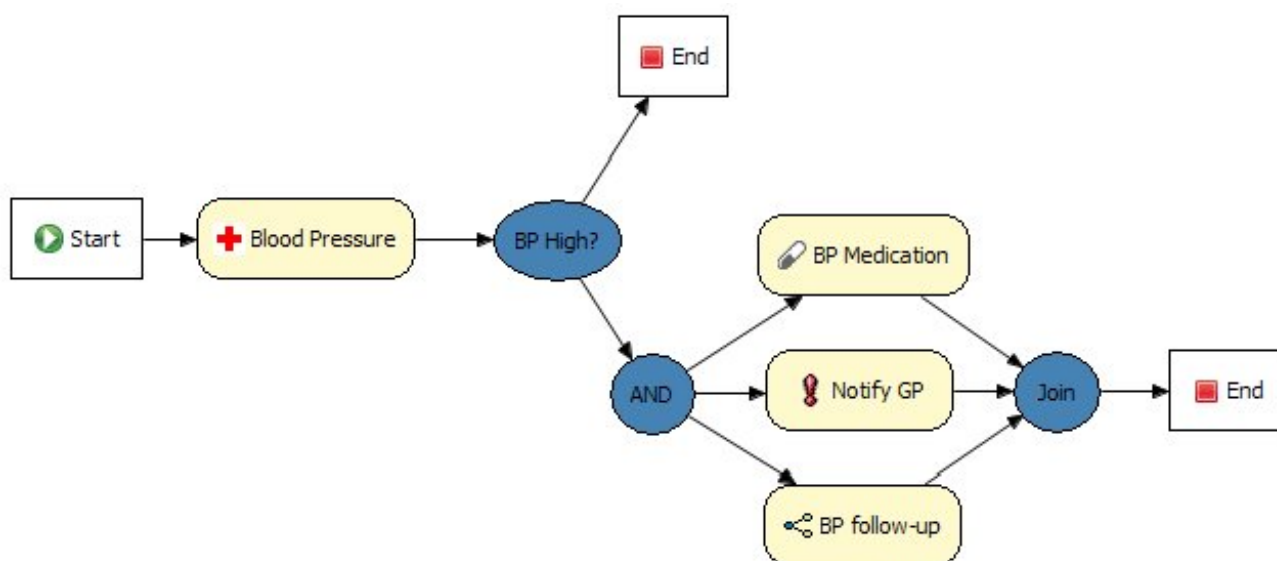 End
Start
Blood Pressure
BP High?
BP Medication
AND
Notify GP
Join
End
BP follow-up